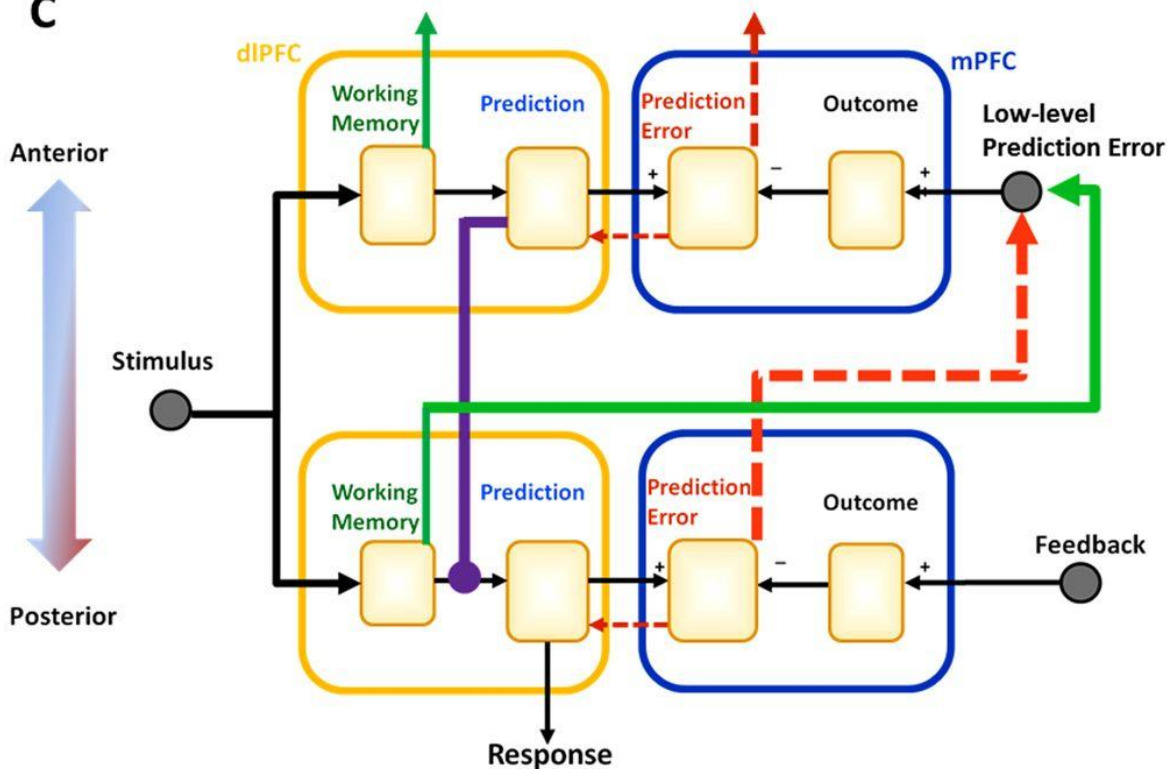 C
dlPFC
mPFC
Working
Memory
Prediction
Prediction
Error
Outcome
Low-level
Prediction Error
+
−
+
Anterior
Stimulus
Working
Memory
Prediction
Prediction
Error
Outcome
Feedback
+
−
+
Posterior
Response